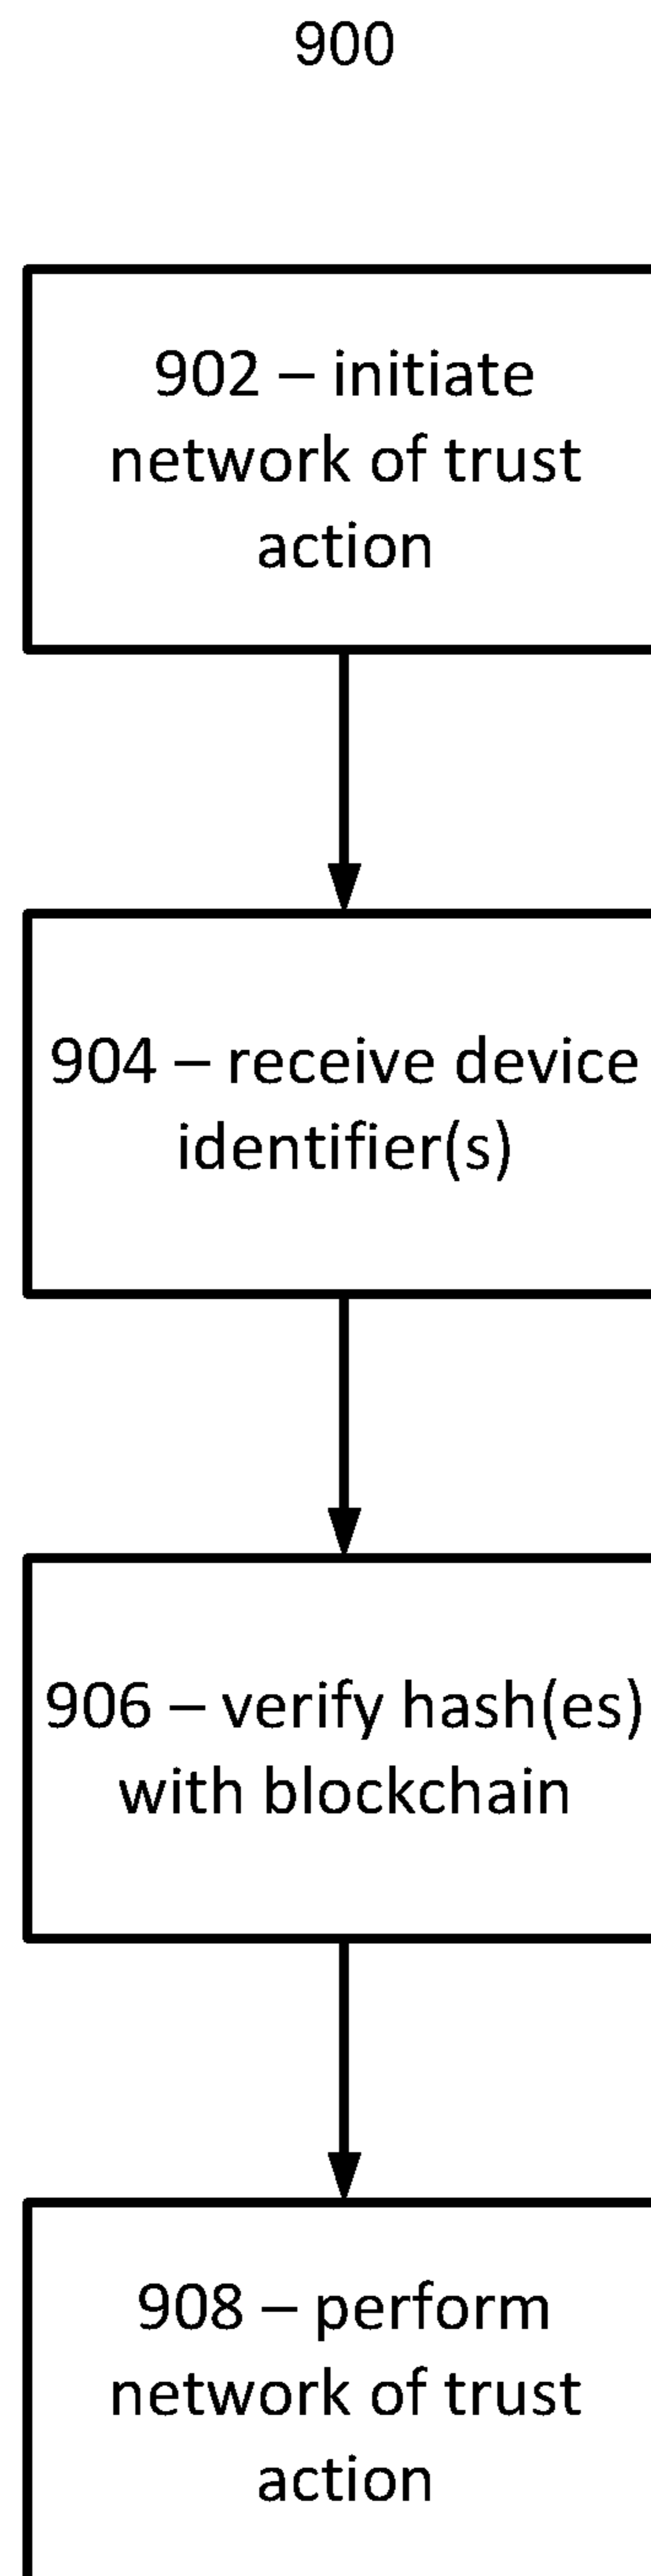 900
902 – initiate
network of trust
action
904 – receive device
identifier(s)
906 – verify hash(es)
with blockchain
908 – perform
network of trust
action